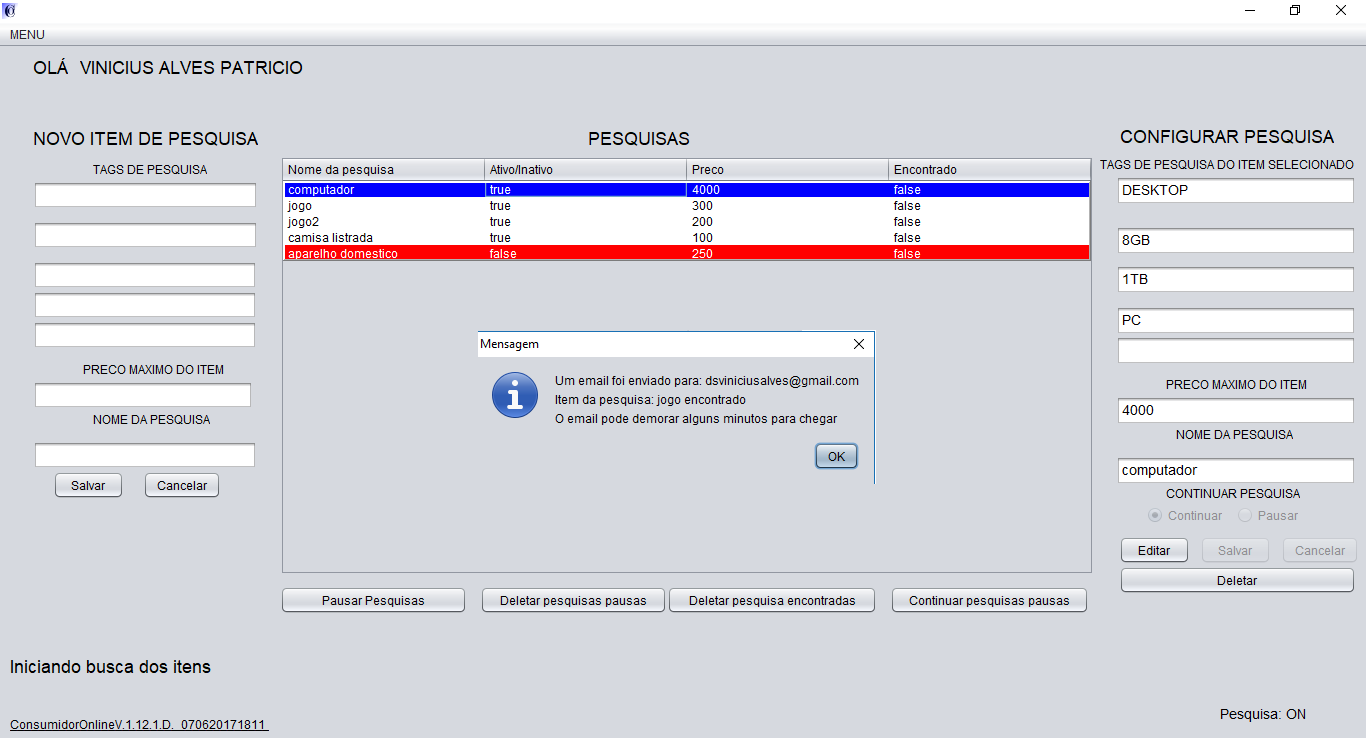 MENU
OLÁ VINICIUS ALVES PATRICIO
NOVO ITEM DE PESQUISA
TAGS DE PESQUISA
PRECO MAXIMO DO ITEM
NOME DA PESQUISA
Salvar Cancelar
PESQUISAS
Nome da pesquisa Ativo/Inativo Preco Encontrado
computador true 4000 false
jogo true 300 false
jogo2 true 200 false
camisa listrada true 100 false
aparelho domestico false 250 false
Mensagem
Um email foi enviado para: dsviniciusalves@gmail.com
Item da pesquisa: jogo encontrado
O email pode demorar alguns minutos para chegar
OK
Pausar Pesquisas Deletar pesquisas pausas Deletar pesquisa encontradas Continuar pesquisas pausas
CONFIGURAR PESQUISA
TAGS DE PESQUISA DO ITEM SELECIONADO
DESKTOP
8GB
1TB
PC
PRECO MAXIMO DO ITEM
4000
NOME DA PESQUISA
computador
CONTINUAR PESQUISA
Continuar Pausar
Editar Salvar Cancelar
Deletar
Iniciando busca dos itens
ConsumidorOnlineV.1.12.1.D._070620171811_
Pesquisa: ON